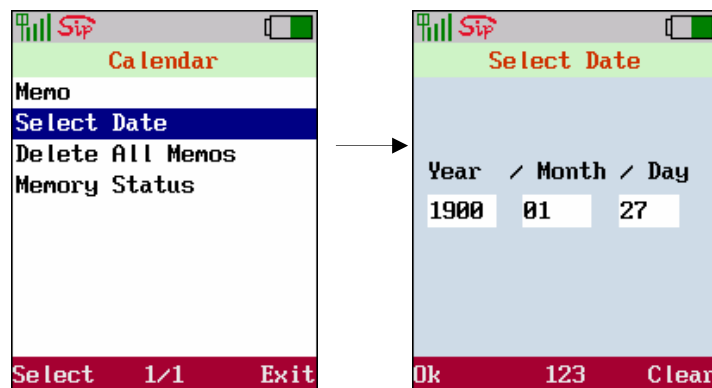 Sip
Calendar
Memo
Select Date
Delete All Memos
Memory Status
Select 1/1 Exit
Sip
Select Date
Year / Month / Day
1900 01 27
Ok 123 Clear